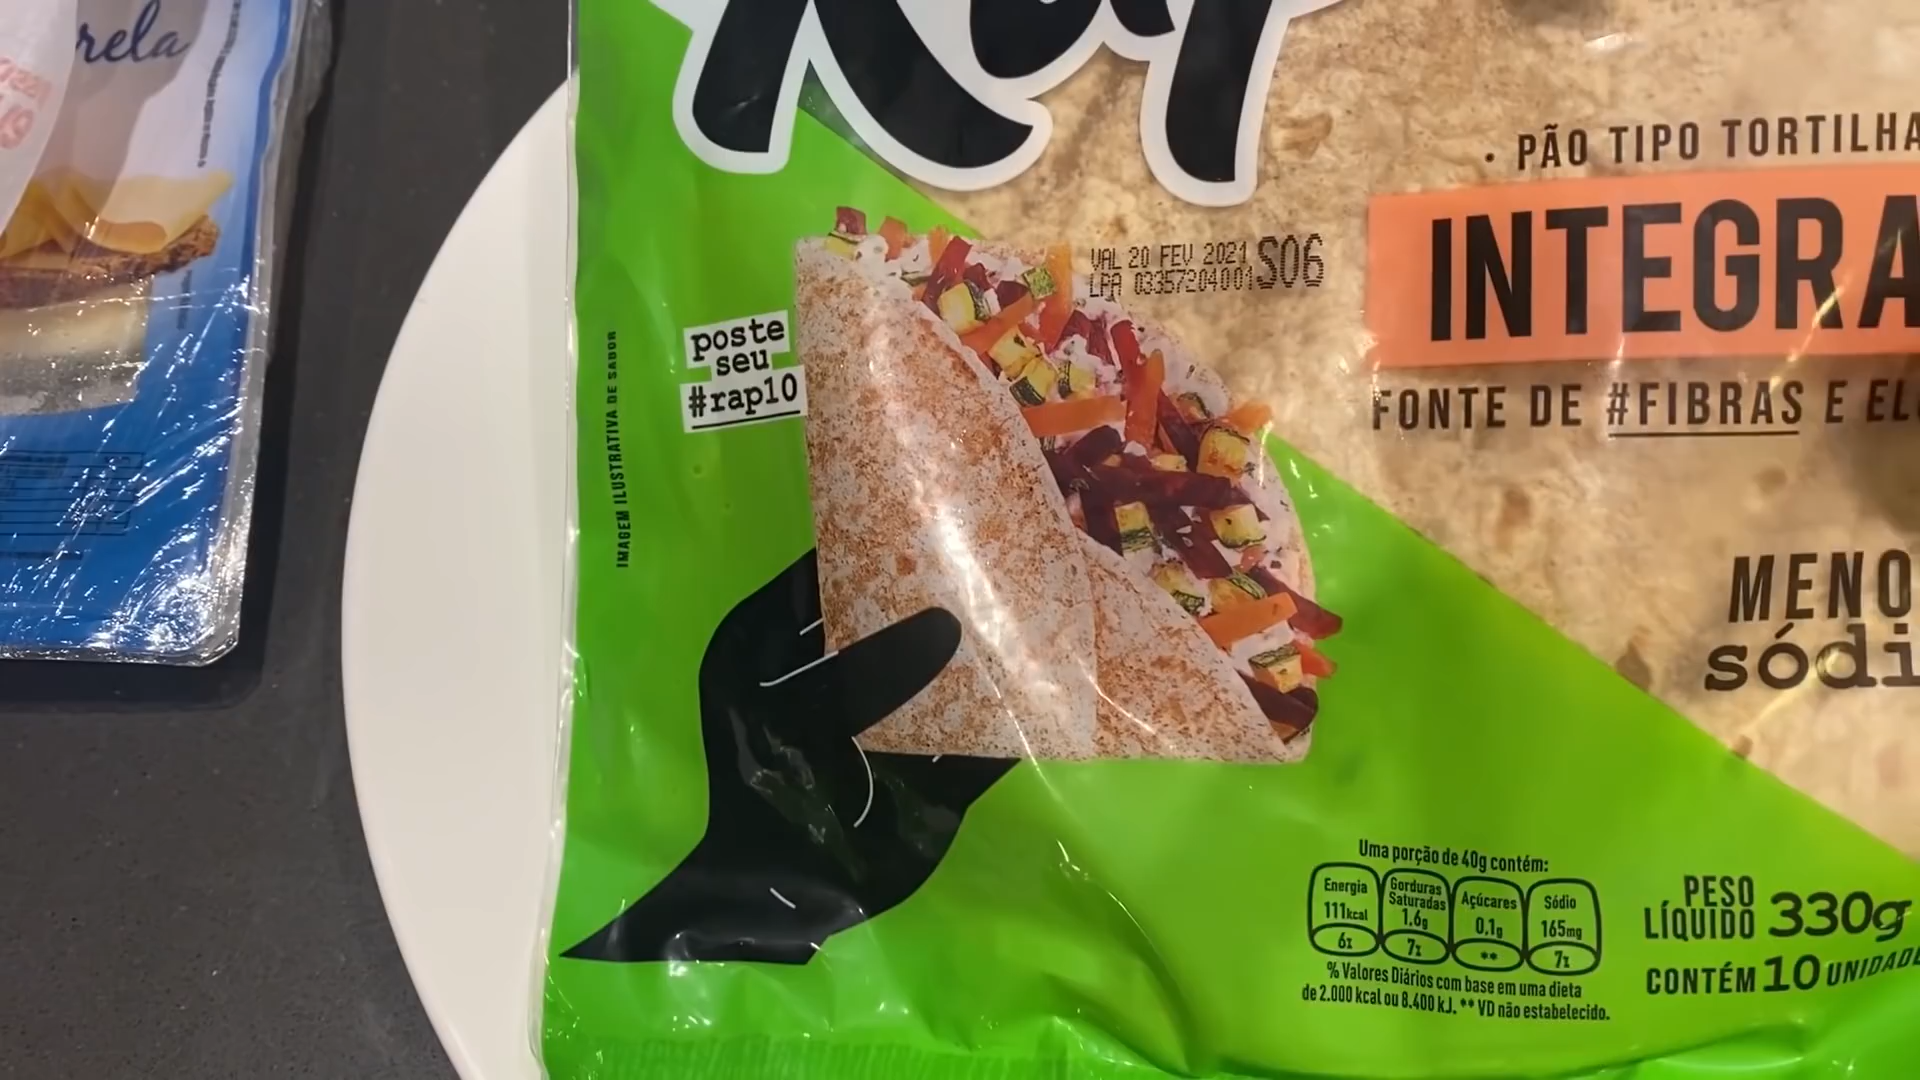 rela
Rap
• PÃO TIPO TORTILHA
INTEGRA
FONTE DE #FIBRAS E EL
VAL 20 FEV 2021 S06
LPA 03357204001
poste
seu
#rap10
IMAGEM ILUSTRATIVA DE SABOR
MENO
sódi
Uma porção de 40g contém:
Energia 111kcal 6%
Gorduras Saturadas 1,6g 7%
Açúcares 0,1g **
Sódio 165mg 7%
% Valores Diários com base em uma dieta
de 2.000 kcal ou 8.400 kJ. ** VD não estabelecido.
PESO
LÍQUIDO 330g
CONTÉM 10 UNIDADE